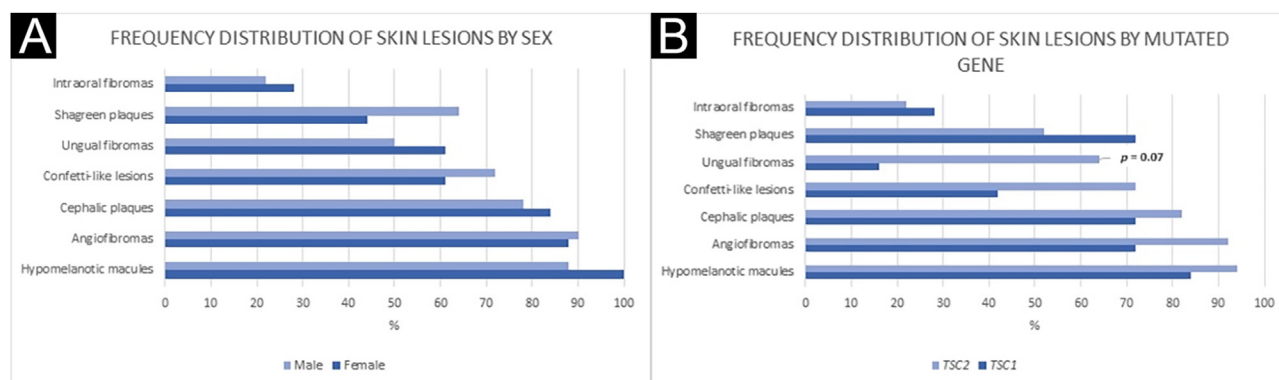 A
FREQUENCY DISTRIBUTION OF SKIN LESIONS BY SEX
Intraoral fibromas
Shagreen plaques
Ungual fibromas
Confetti-like lesions
Cephalic plaques
Angiofibromas
Hypomelanotic macules
0 10 20 30 40 50 60 70 80 90 100
%
Male Female
B
FREQUENCY DISTRIBUTION OF SKIN LESIONS BY MUTATED
GENE
Intraoral fibromas
Shagreen plaques
Ungual fibromas
p = 0.07
Confetti-like lesions
Cephalic plaques
Angiofibromas
Hypomelanotic macules
0 10 20 30 40 50 60 70 80 90 100
%
TSC2 TSC1